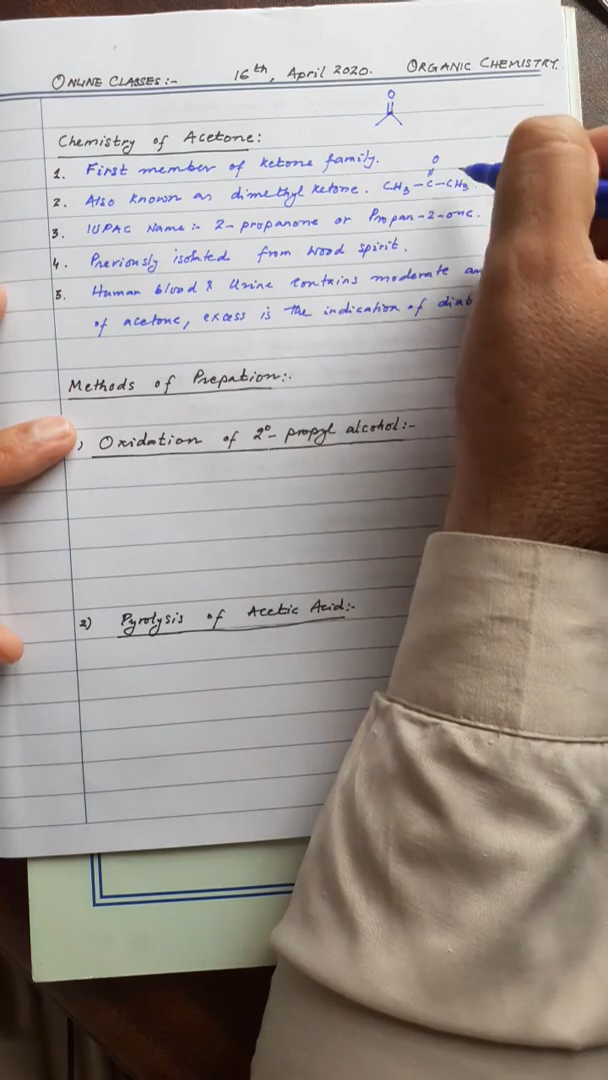 ONLINE CLASSES:- 16th, April 2020. ORGANIC CHEMISTRY.
O
Chemistry of Acetone:
1. First member of ketone family.
O
2. Also known as dimethyl ketone. CH3-C-CH3.
3. IUPAC Name:- 2-propanone or Propan-2-one.
4. Previously isolated from wood spirit.
5. Human blood & Urine contains moderate
of acetone, excess is the indication of
Methods of Prepation:-
) Oxidation of 2°- propyl alcohol:-
2) Pyrolysis of Acetic Acid:-